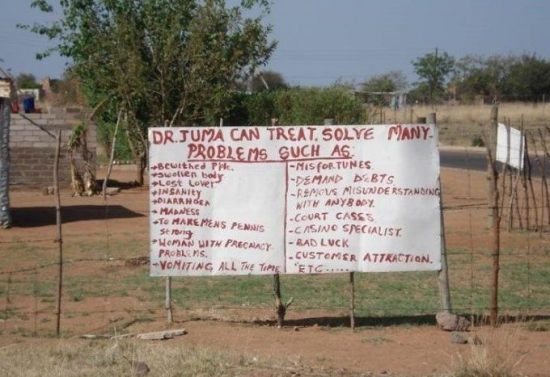 DR. JUMA CAN TREAT. SOLVE MANY
PROBLEMS SUCH AS.
BEWITHED PPLE.
SWOLLEN BODY
LOST LOVER
INSANITY
DIARRHOEA
MADNESS
TO MAKE MENS PENNIS
STRONG
WOMAN WITH PREGNACY
PROBLEMS.
VOMITING ALL THE TIME
- MISFORTUNES.
- DEMAND DEBTS
- REMOVE MISUNDERSTANDING
WITH ANYBODY.
- COURT CASES.
- CASINO SPECIALIST.
- BAD LUCK
- CUSTOMER ATTRACTION.
"ETC......